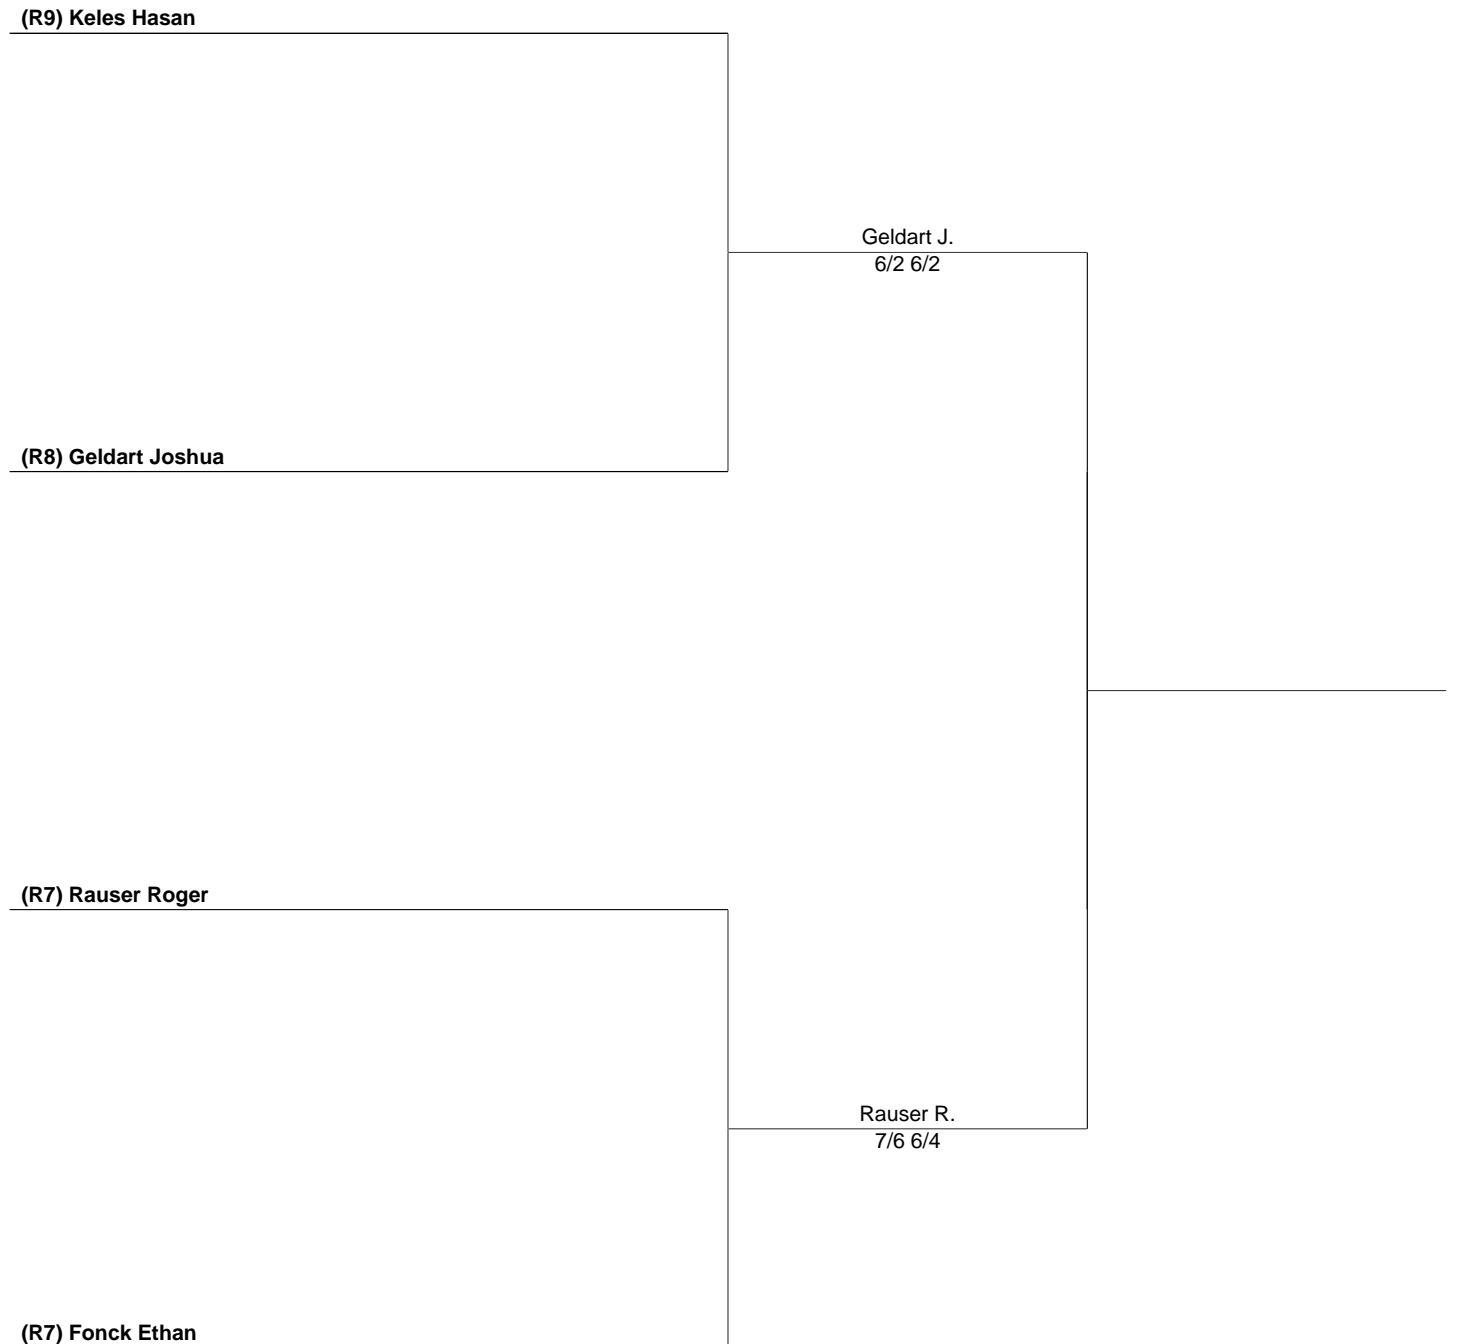 (R9) Keles Hasan
Geldart J.
6/2 6/2
(R8) Geldart Joshua
(R7) Rauser Roger
Rauser R.
7/6 6/4
(R7) Fonck Ethan